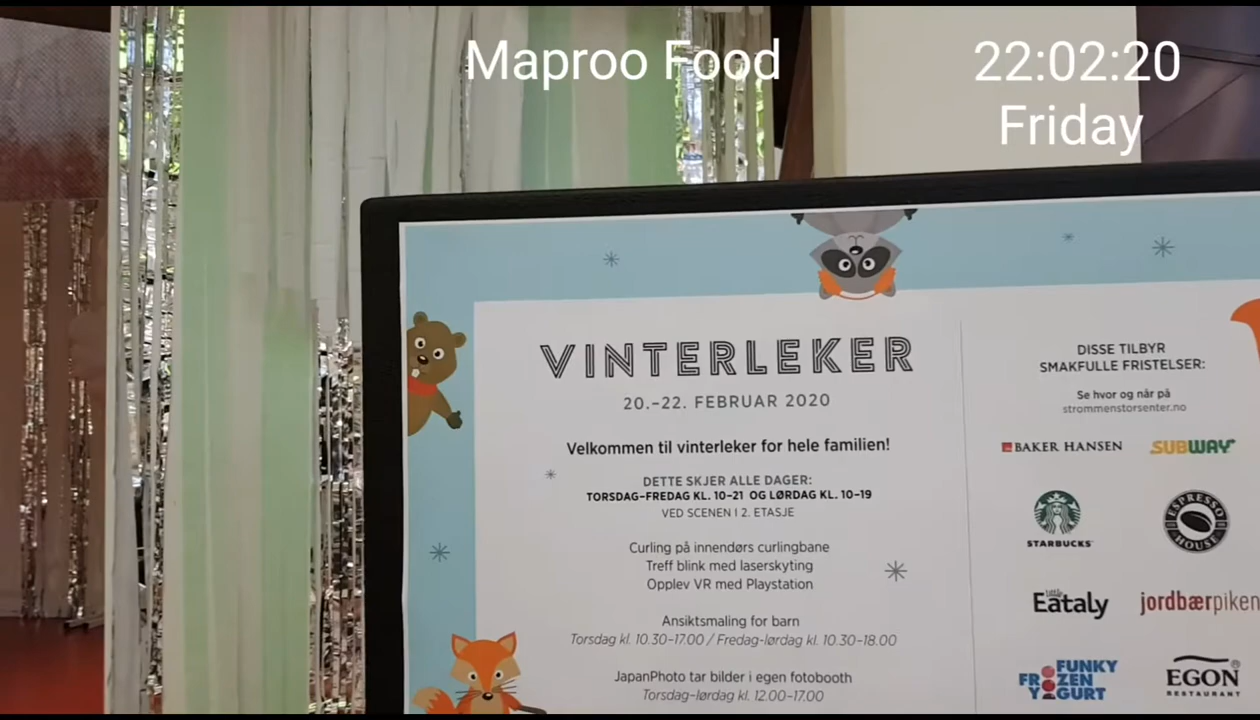 Maproo Food
22:02:20
Friday
VINTERLEKER
20.–22. FEBRUAR 2020
Velkommen til vinterleker for hele familien!
DETTE SKJER ALLE DAGER:
TORSDAG–FREDAG KL. 10–21 OG LØRDAG KL. 10–19
VED SCENEN I 2. ETASJE
Curling på innendørs curlingbane
Treff blink med laserskyting
Opplev VR med Playstation
Ansiktsmaling for barn
Torsdag kl. 10.30–17.00 / Fredag-lørdag kl. 10.30–18.00
JapanPhoto tar bilder i egen fotobooth
Torsdag–lørdag kl. 12.00–17.00
DISSE TILBYR
SMAKFULLE FRISTELSER:
Se hvor og når på
strommenstorsenter.no
BAKER HANSEN
SUBWAY
STARBUCKS
ESPRESSO HOUSE
Little Eataly
jordbærpiken
FUNKY
FROZEN
YOGURT
EGON
RESTAURANT